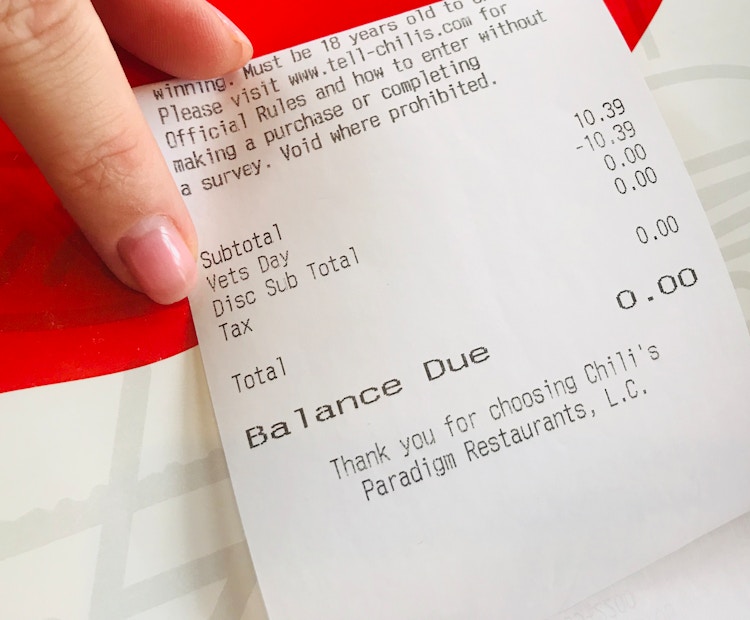 winning. Must be 18 years old to
Please visit www.tell-chilis.com for
Official Rules and how to enter without
making a purchase or completing
a survey. Void where prohibited.
Subtotal 10.39
Vets Day -10.39
Disc Sub Total 0.00
Tax 0.00
Total 0.00
Balance Due 0.00
Thank you for choosing Chili's
Paradigm Restaurants, L.C.